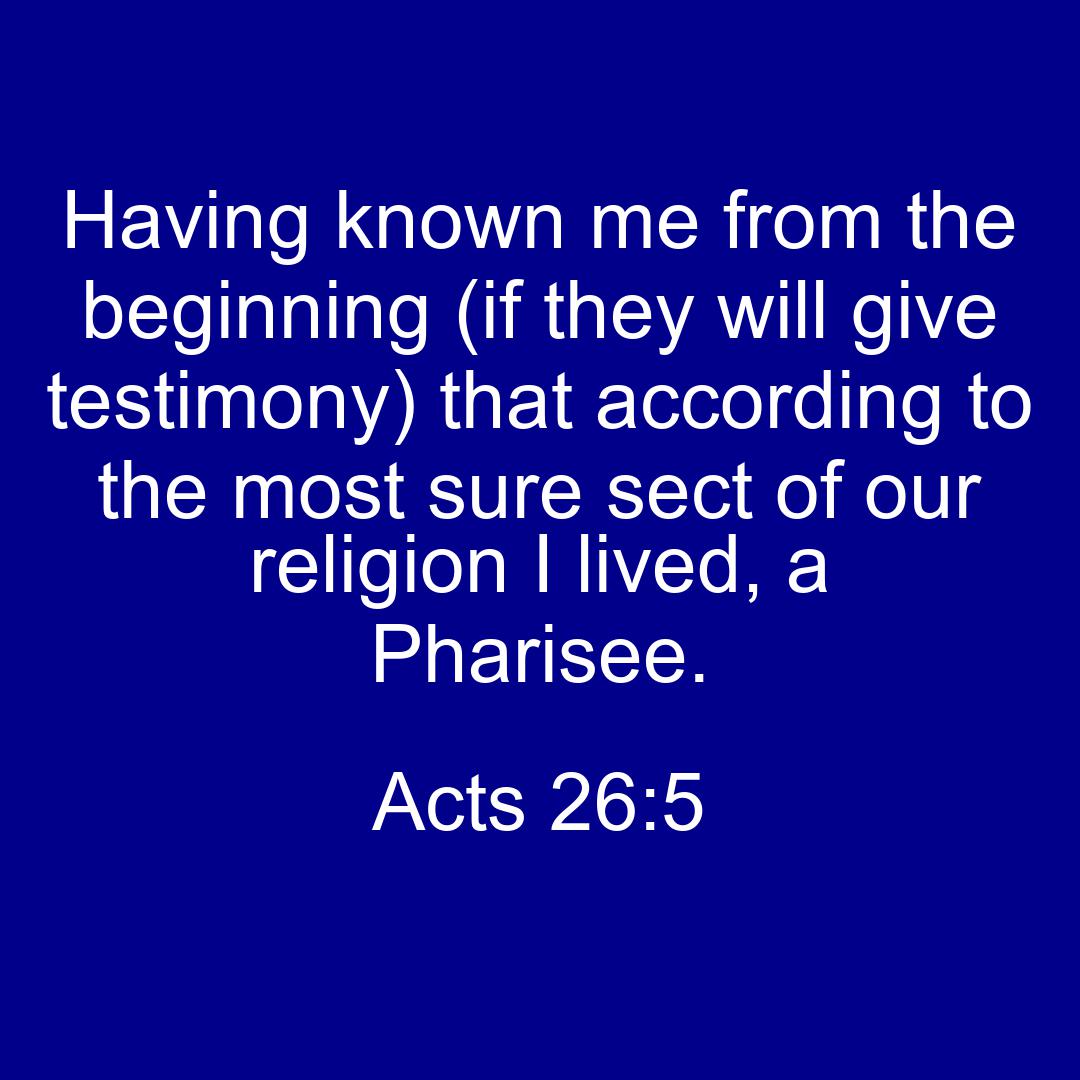 Having known me from the
beginning (if they will give
testimony) that according to
the most sure sect of our
religion I lived, a
Pharisee.
Acts 26:5